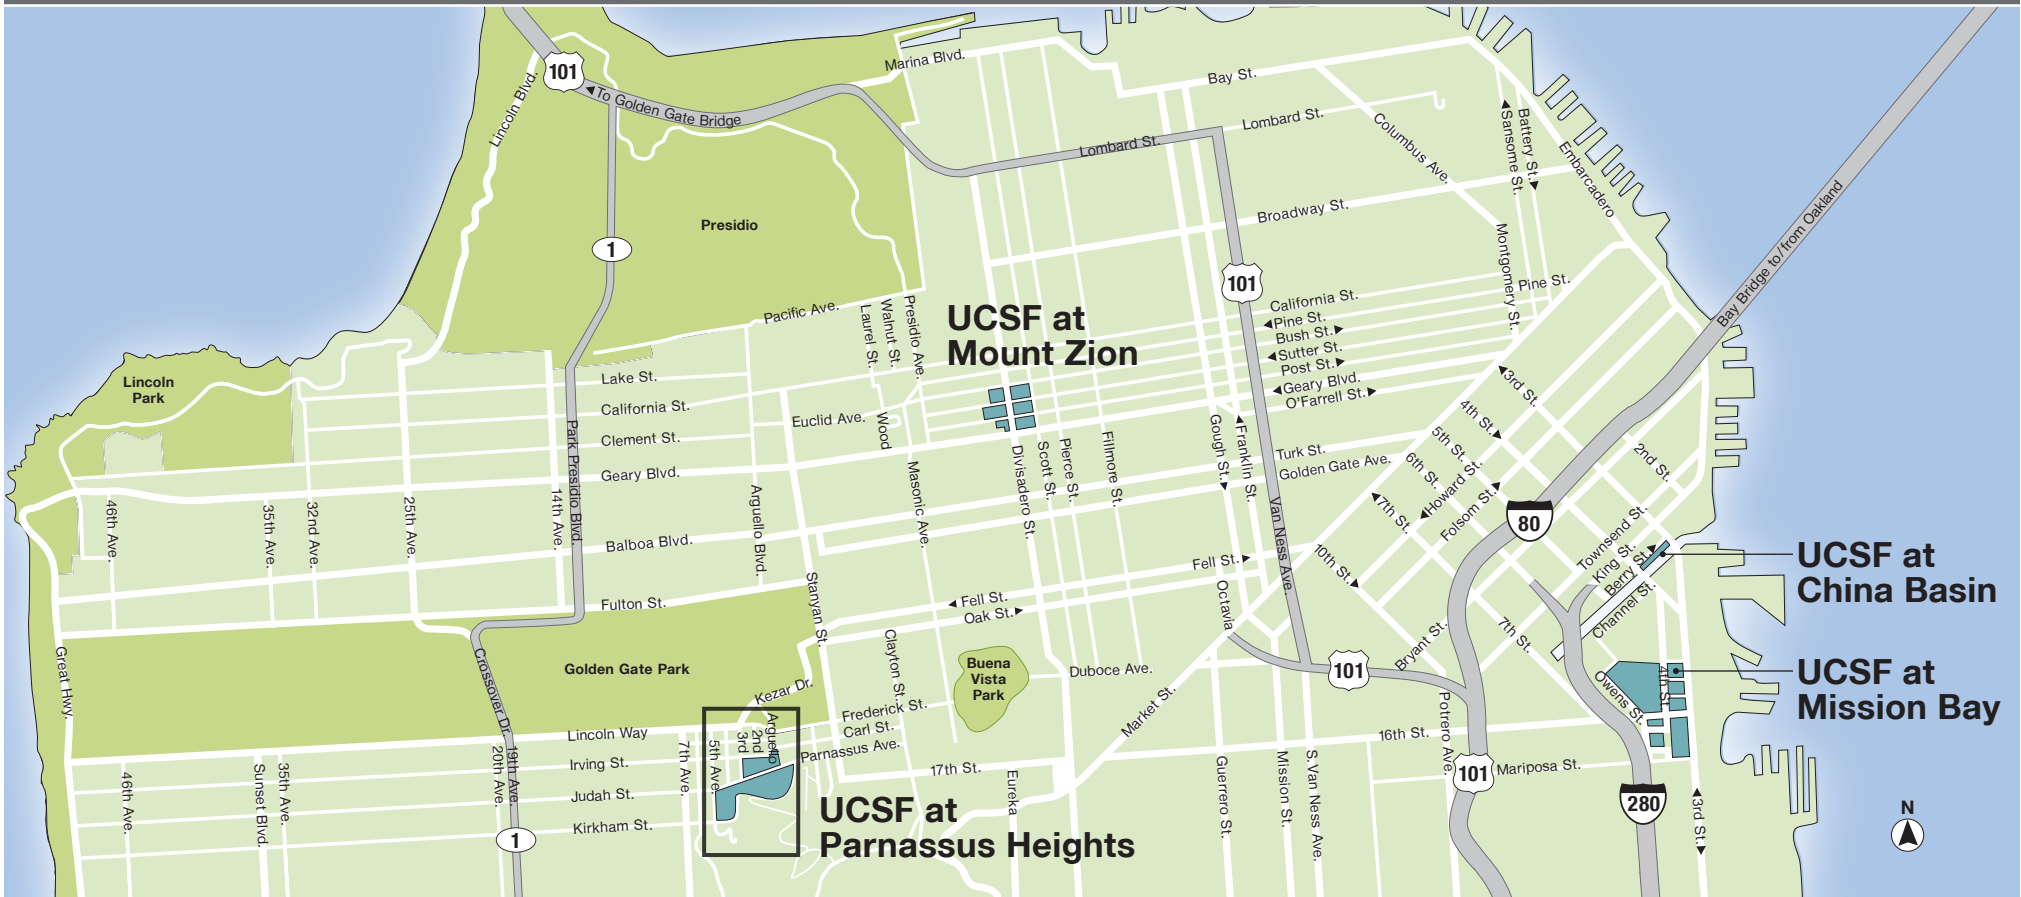 Marina Blvd.
Bay St.
101
To Golden Gate Bridge
Lincoln Blvd.
Lombard St.
Lombard St.
Columbus Ave.
Sansome St.
Battery St.
Embarcadero
Bay Bridge to/from Oakland
Presidio
1
Broadway St.
Montgomery St.
101
Pine St.
Pacific Ave.
Laurel St.
Walnut St.
Presidio Ave.
UCSF at
Mount Zion
California St.
Pine St.
Bush St.
Sutter St.
Post St.
Geary Blvd.
O'Farrell St.
Lincoln
Park
Lake St.
California St.
Clement St.
Geary Blvd.
Euclid Ave.
Wood
Masonic Ave.
Divisadero St.
Scott St.
Pierce St.
Fillmore St.
Gough St.
Franklin St.
Turk St.
Golden Gate Ave.
Van Ness Ave.
3rd St.
4th St.
5th St.
6th St.
7th St.
Howard St.
Folsom St.
2nd St.
80
Townsend St.
King St.
Berry St.
Channel St.
UCSF at
China Basin
46th Ave.
35th Ave.
32nd Ave.
25th Ave.
14th Ave.
Park Presidio Blvd.
Arguello Blvd.
Balboa Blvd.
Fulton St.
Stanyan St.
Fell St.
Oak St.
Fell St.
Octavia
10th St.
Bryant St.
7th St.
Great Hwy.
Crossover Dr.
Golden Gate Park
Kezar Dr.
Clayton St.
Buena
Vista
Park
Duboce Ave.
Market St.
101
Potrero Ave.
Owens St.
4th St.
UCSF at
Mission Bay
Lincoln Way
Irving St.
Judah St.
Kirkham St.
7th Ave.
5th Ave.
3rd
2nd
Arguello
Frederick St.
Carl St.
Parnassus Ave.
17th St.
Eureka
16th St.
Mariposa St.
101
280
3rd St.
46th Ave.
Sunset Blvd.
35th Ave.
20th Ave.
19th Ave.
1
UCSF at
Parnassus Heights
Guerrero St.
Mission St.
S. Van Ness Ave.
N